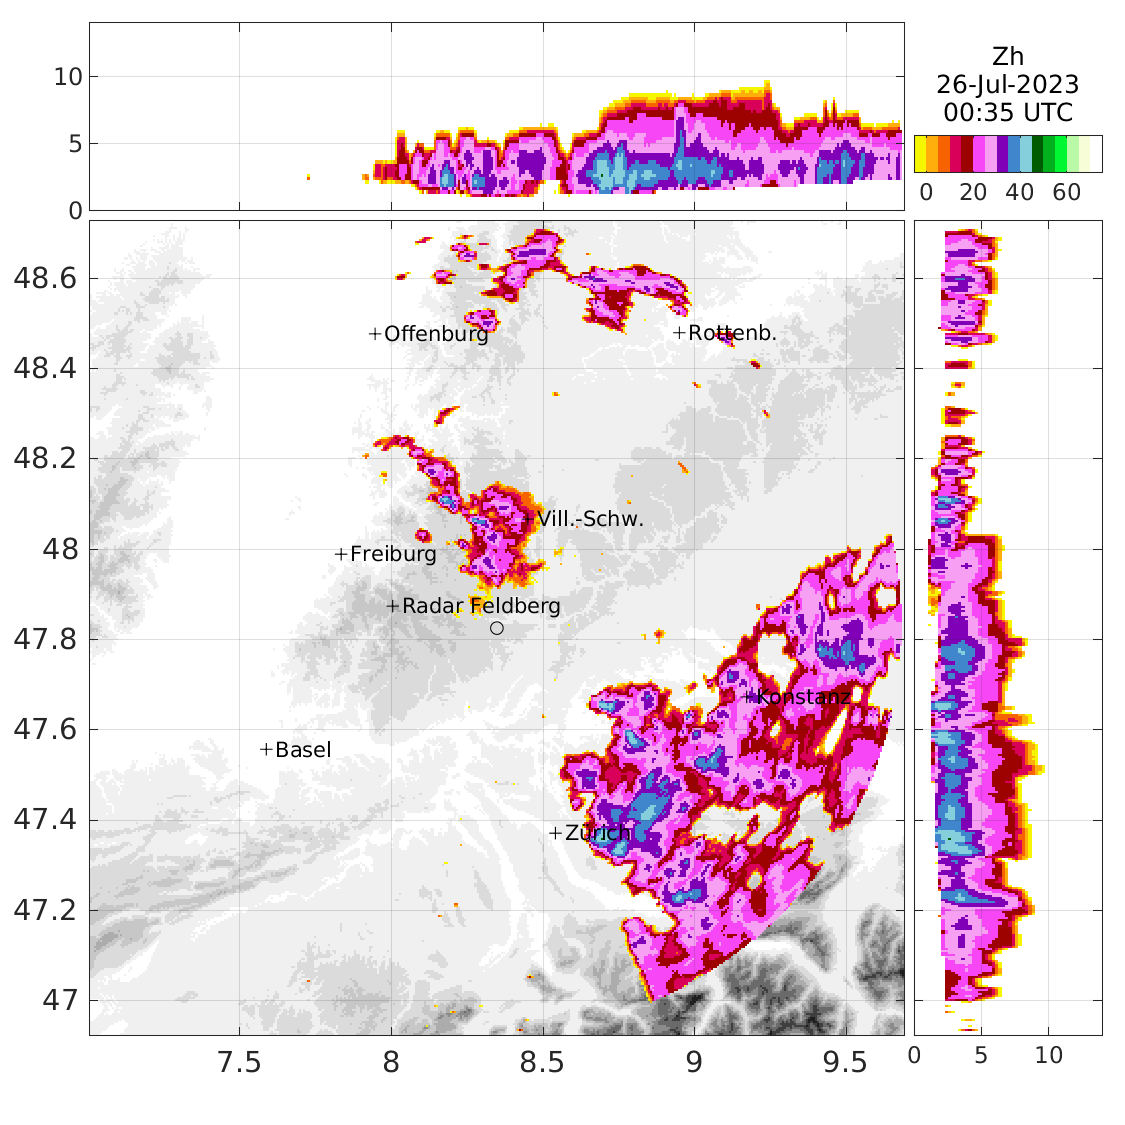 Zh
26-Jul-2023
00:35 UTC
0 20 40 60
10
5
0
48.6
48.4
48.2
48
47.8
47.6
47.4
47.2
47
+Offenburg
+Rottenb.
Vill.-Schw.
+Freiburg
+Radar Feldberg
+Konstanz
+Basel
+Zürich
7.5 8 8.5 9 9.5
0 5 10